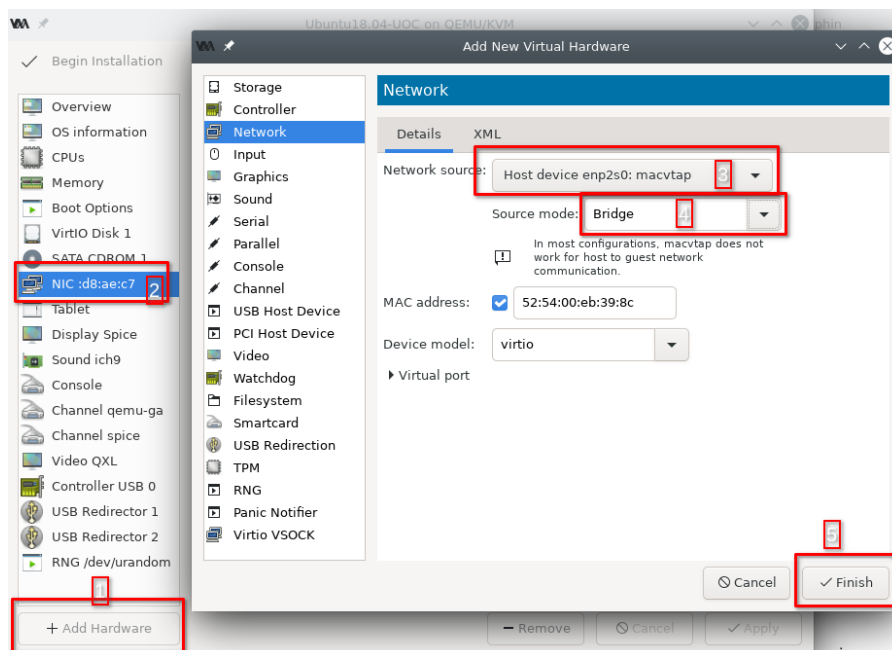 Ubuntu18.04-UOC on QEMU/KVM
phin
Begin Installation
Overview
OS information
CPUs
Memory
Boot Options
VirtIO Disk 1
SATA CDROM 1
NIC :d8:ae:c7
2
Tablet
Display Spice
Sound ich9
Console
Channel qemu-ga
Channel spice
Video QXL
Controller USB 0
USB Redirector 1
USB Redirector 2
RNG /dev/urandom
1
+ Add Hardware
Add New Virtual Hardware
Storage
Controller
Network
Input
Graphics
Sound
Serial
Parallel
Console
Channel
USB Host Device
PCI Host Device
Video
Watchdog
Filesystem
Smartcard
USB Redirection
TPM
RNG
Panic Notifier
Virtio VSOCK
Network
Details XML
Network source: Host device enp2s0: macvtap 3
Source mode: Bridge 4
In most configurations, macvtap does not
work for host to guest network
communication.
MAC address: 52:54:00:eb:39:8c
Device model: virtio
Virtual port
5
Cancel Finish
Remove Cancel Apply